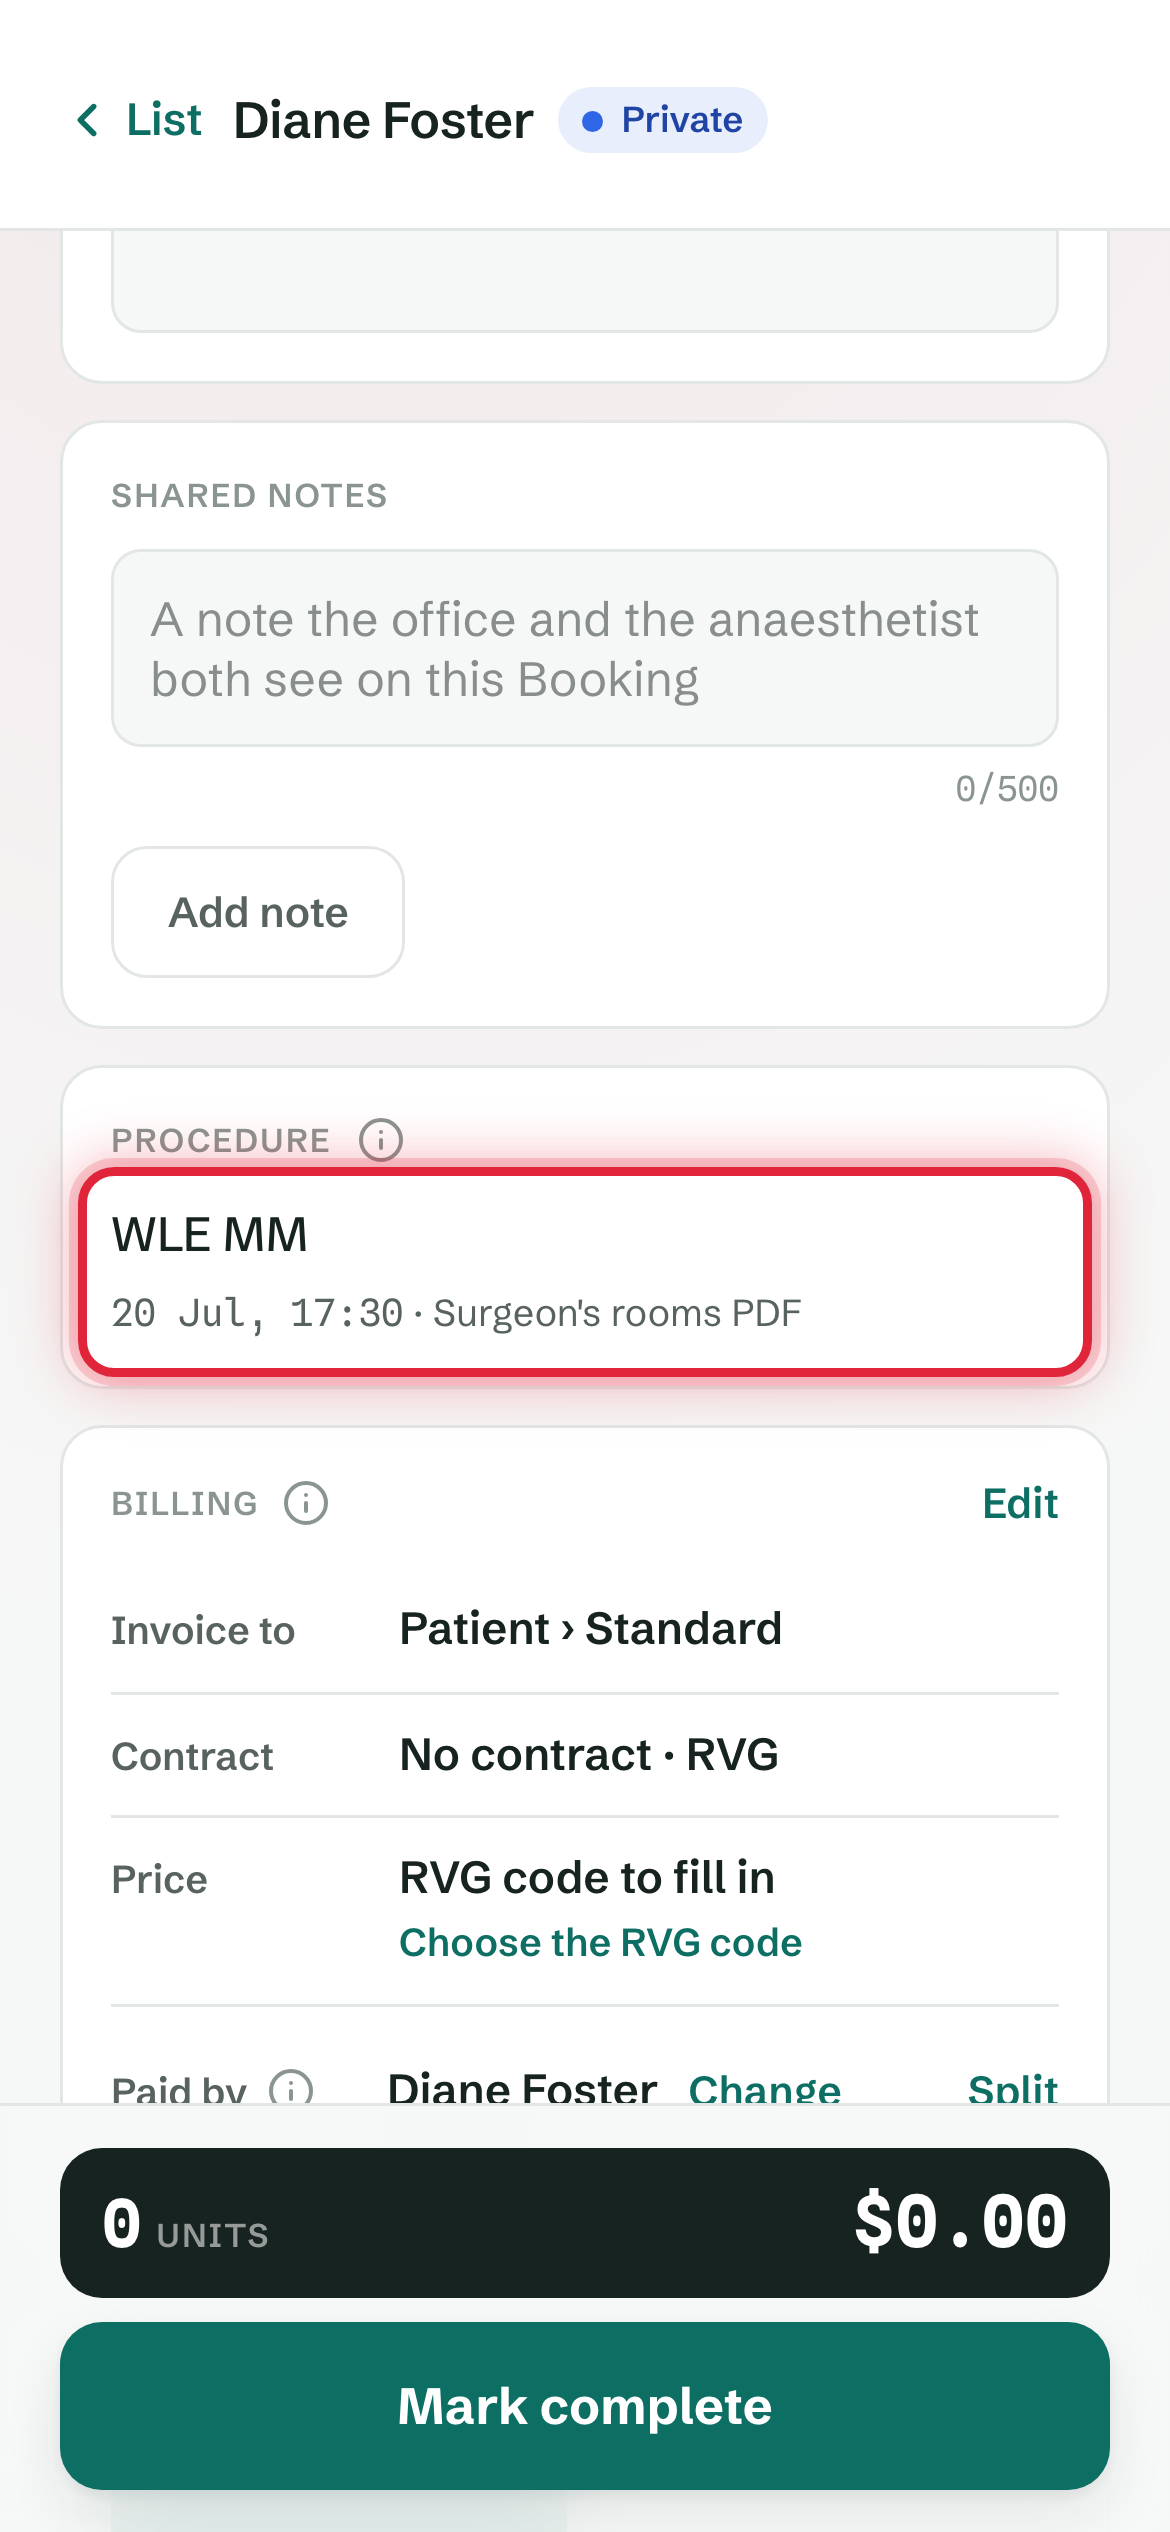 List Diane Foster Private
SHARED NOTES
A note the office and the anaesthetist
both see on this Booking
0/500
Add note
PROCEDURE
WLE MM
20 Jul, 17:30 · Surgeon's rooms PDF
BILLING Edit
Invoice to Patient › Standard
Contract No contract · RVG
Price RVG code to fill in
Choose the RVG code
Paid by Diane Foster Change Split
0 UNITS $0.00
Mark complete